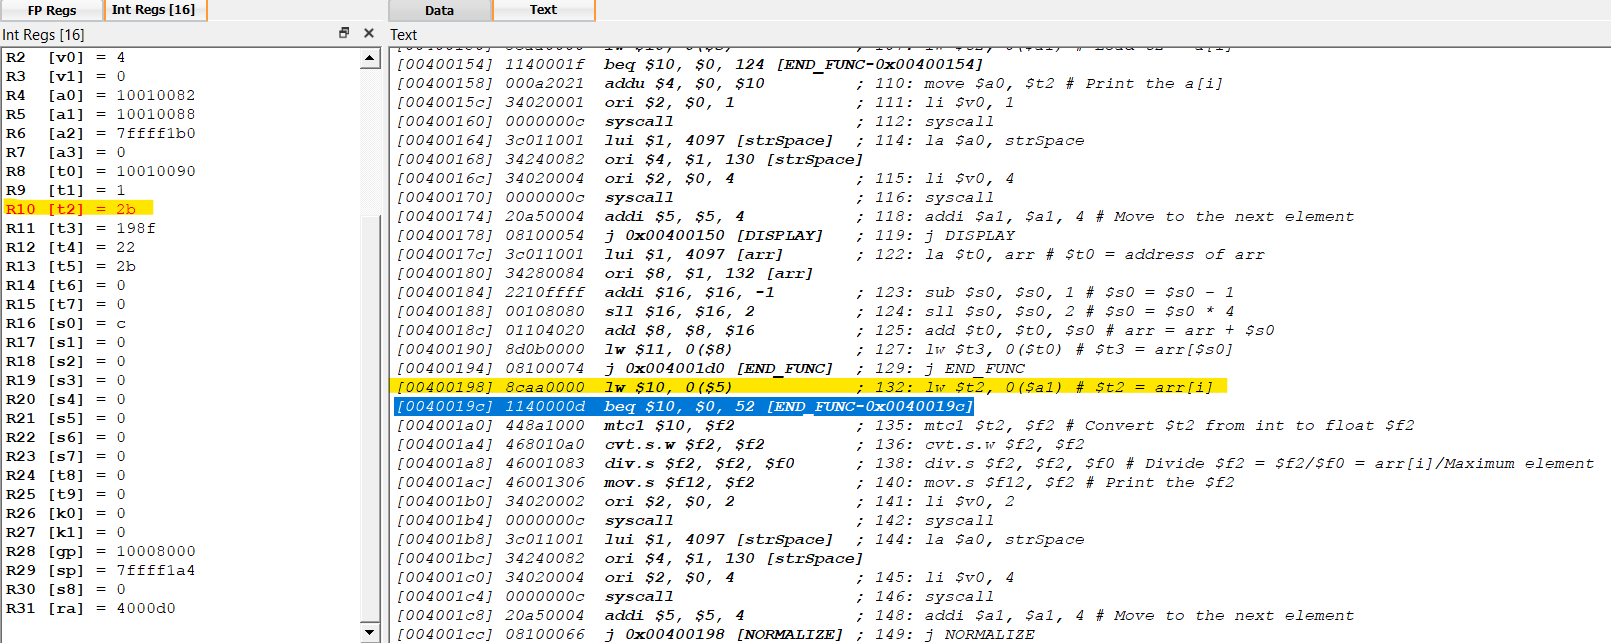 FP Regs
Int Regs [16]
Data
Text
Int Regs [16]
Text
R2 [v0] = 4
R3 [v1] = 0
R4 [a0] = 10010082
R5 [a1] = 10010088
R6 [a2] = 7ffff1b0
R7 [a3] = 0
R8 [t0] = 10010090
R9 [t1] = 1
R10 [t2] = 2b
R11 [t3] = 198f
R12 [t4] = 22
R13 [t5] = 2b
R14 [t6] = 0
R15 [t7] = 0
R16 [s0] = c
R17 [s1] = 0
R18 [s2] = 0
R19 [s3] = 0
R20 [s4] = 0
R21 [s5] = 0
R22 [s6] = 0
R23 [s7] = 0
R24 [t8] = 0
R25 [t9] = 0
R26 [k0] = 0
R27 [k1] = 0
R28 [gp] = 10008000
R29 [sp] = 7ffff1a4
R30 [s8] = 0
R31 [ra] = 4000d0
[00400154] 1140001f beq $10, $0, 124 [END_FUNC-0x00400154]
[00400158] 000a2021 addu $4, $0, $10 ; 110: move $a0, $t2 # Print the a[i]
[0040015c] 34020001 ori $2, $0, 1 ; 111: li $v0, 1
[00400160] 0000000c syscall ; 112: syscall
[00400164] 3c011001 lui $1, 4097 [strSpace] ; 114: la $a0, strSpace
[00400168] 34240082 ori $4, $1, 130 [strSpace]
[0040016c] 34020004 ori $2, $0, 4 ; 115: li $v0, 4
[00400170] 0000000c syscall ; 116: syscall
[00400174] 20a50004 addi $5, $5, 4 ; 118: addi $a1, $a1, 4 # Move to the next element
[00400178] 08100054 j 0x00400150 [DISPLAY] ; 119: j DISPLAY
[0040017c] 3c011001 lui $1, 4097 [arr] ; 122: la $t0, arr # $t0 = address of arr
[00400180] 34280084 ori $8, $1, 132 [arr]
[00400184] 2210ffff addi $16, $16, -1 ; 123: sub $s0, $s0, 1 # $s0 = $s0 - 1
[00400188] 00108080 sll $16, $16, 2 ; 124: sll $s0, $s0, 2 # $s0 = $s0 * 4
[0040018c] 01104020 add $8, $8, $16 ; 125: add $t0, $t0, $s0 # arr = arr + $s0
[00400190] 8d0b0000 lw $11, 0($8) ; 127: lw $t3, 0($t0) # $t3 = arr[$s0]
[00400194] 08100074 j 0x004001d0 [END_FUNC] ; 129: j END_FUNC
[00400198] 8caa0000 lw $10, 0($5) ; 132: lw $t2, 0($a1) # $t2 = arr[i]
[0040019c] 1140000d beq $10, $0, 52 [END_FUNC-0x0040019c]
[004001a0] 448a1000 mtc1 $10, $f2 ; 135: mtc1 $t2, $f2 # Convert $t2 from int to float $f2
[004001a4] 468010a0 cvt.s.w $f2, $f2 ; 136: cvt.s.w $f2, $f2
[004001a8] 46001083 div.s $f2, $f2, $f0 ; 138: div.s $f2, $f2, $f0 # Divide $f2 = $f2/$f0 = arr[i]/Maximum element
[004001ac] 46001306 mov.s $f12, $f2 ; 140: mov.s $f12, $f2 # Print the $f2
[004001b0] 34020002 ori $2, $0, 2 ; 141: li $v0, 2
[004001b4] 0000000c syscall ; 142: syscall
[004001b8] 3c011001 lui $1, 4097 [strSpace] ; 144: la $a0, strSpace
[004001bc] 34240082 ori $4, $1, 130 [strSpace]
[004001c0] 34020004 ori $2, $0, 4 ; 145: li $v0, 4
[004001c4] 0000000c syscall ; 146: syscall
[004001c8] 20a50004 addi $5, $5, 4 ; 148: addi $a1, $a1, 4 # Move to the next element
[004001cc] 08100066 j 0x00400198 [NORMALIZE] ; 149: j NORMALIZE